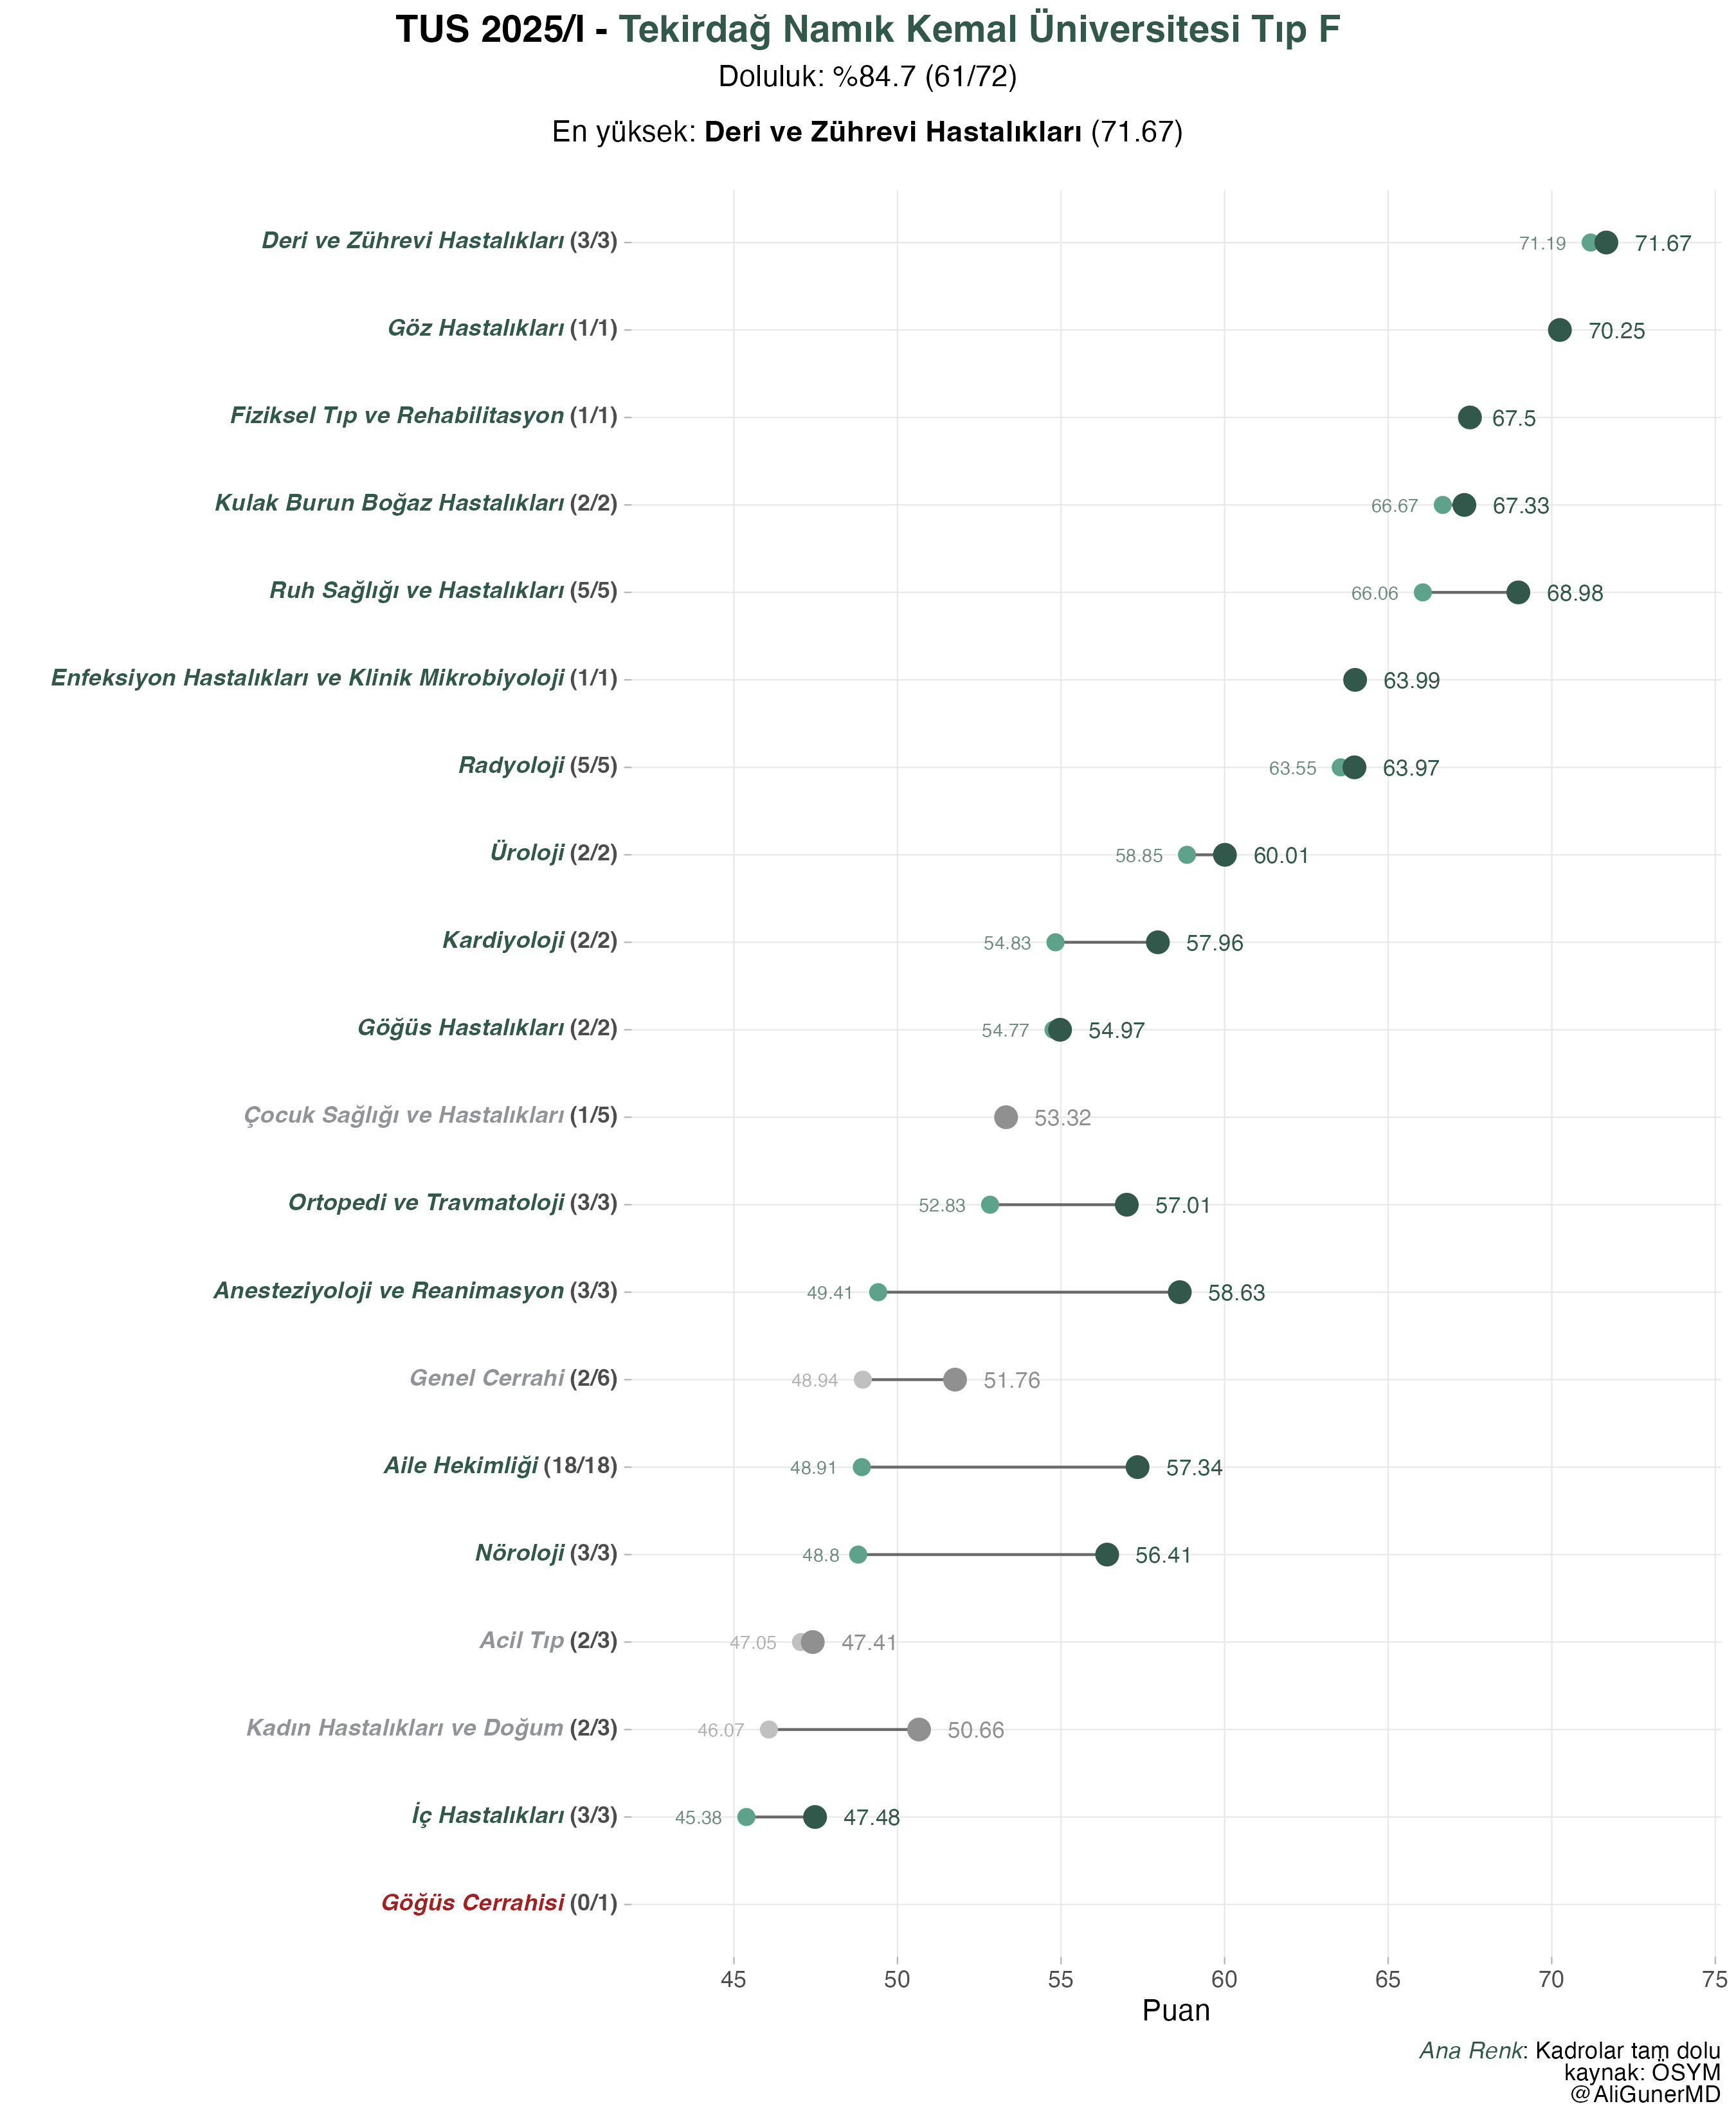 TUS 2025/I - Tekirdağ Namık Kemal Üniversitesi Tıp F
Doluluk: %84.7 (61/72)
En yüksek: Deri ve Zührevi Hastalıkları (71.67)
Deri ve Zührevi Hastalıkları (3/3) 71.19 71.67
Göz Hastalıkları (1/1) 70.25
Fiziksel Tıp ve Rehabilitasyon (1/1) 67.5
Kulak Burun Boğaz Hastalıkları (2/2) 66.67 67.33
Ruh Sağlığı ve Hastalıkları (5/5) 66.06 68.98
Enfeksiyon Hastalıkları ve Klinik Mikrobiyoloji (1/1) 63.99
Radyoloji (5/5) 63.55 63.97
Üroloji (2/2) 58.85 60.01
Kardiyoloji (2/2) 54.83 57.96
Göğüs Hastalıkları (2/2) 54.77 54.97
Çocuk Sağlığı ve Hastalıkları (1/5) 53.32
Ortopedi ve Travmatoloji (3/3) 52.83 57.01
Anesteziyoloji ve Reanimasyon (3/3) 49.41 58.63
Genel Cerrahi (2/6) 48.94 51.76
Aile Hekimliği (18/18) 48.91 57.34
Nöroloji (3/3) 48.8 56.41
Acil Tıp (2/3) 47.05 47.41
Kadın Hastalıkları ve Doğum (2/3) 46.07 50.66
İç Hastalıkları (3/3) 45.38 47.48
Göğüs Cerrahisi (0/1)
45 50 55 60 65 70 75
Puan
Ana Renk: Kadrolar tam dolu
kaynak: ÖSYM
@AliGunerMD